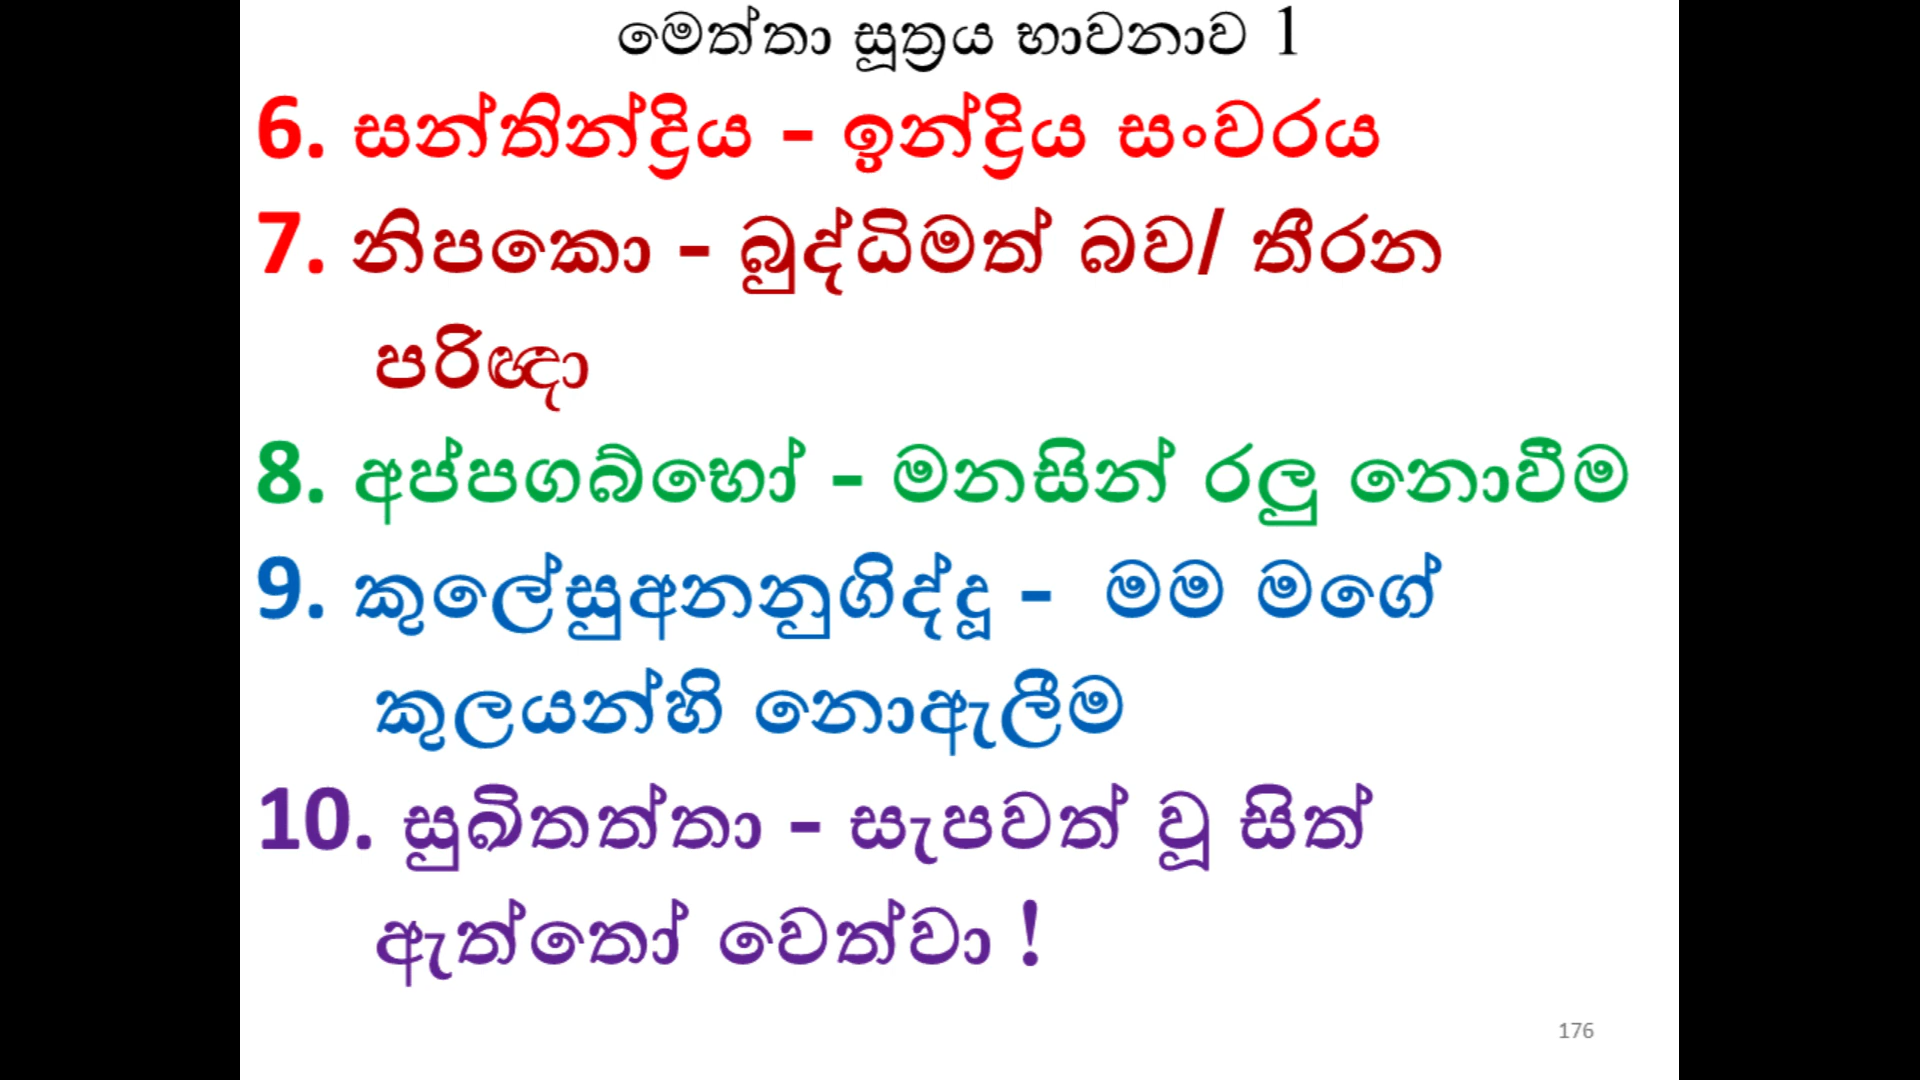 මෙත්තා සූත්‍රය භාවනාව 1
6. සන්තින්ද්‍රිය - ඉන්ද්‍රිය සංවරය
7. නිපකො - බුද්ධිමත් බව/ තීරන
පරිඥා
8. අප්පගබ්භෝ - මනසින් රලු නොවීම
9. කුලේසුඅනනුගිද්දූ - මම මගේ
කුලයන්හි නොඇලීම
10. සුඛිතත්තා - සැපවත් වූ සිත්
ඇත්තෝ වෙත්වා !
176